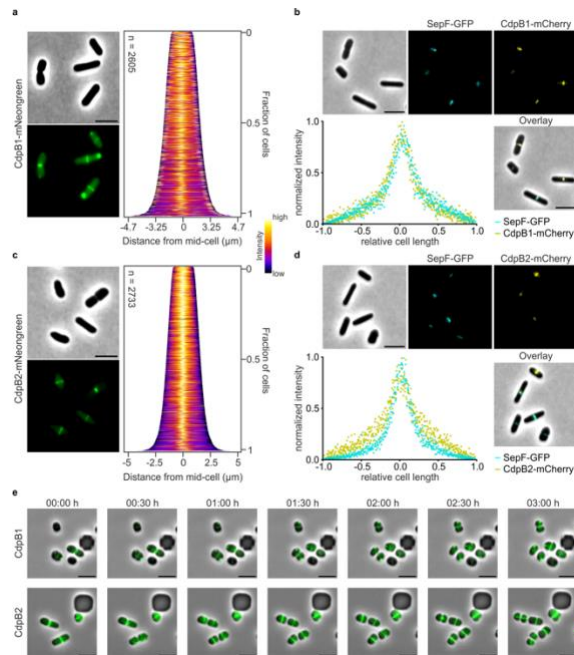 a
CdpB1-mNeongreen
n = 2605
0
0.5
1
Fraction of cells
-4.7
-3.25
0
3.25
4.7
Distance from mid-cell (µm)
high
Intensity
low
b
SepF-GFP
CdpB1-mCherry
normalized intensity
1.0
0.5
0.0
-1.0
-0.5
0.0
0.5
1.0
relative cell length
Overlay
SepF-GFP
CdpB1-mCherry
c
CdpB2-mNeongreen
n = 2733
0
0.5
1
Fraction of cells
-5
-2.5
0
2.5
5
Distance from mid-cell (µm)
d
SepF-GFP
CdpB2-mCherry
normalized intensity
1.0
0.5
0.0
-1.0
-0.5
0.0
0.5
1.0
relative cell length
Overlay
SepF-GFP
CdpB2-mCherry
e
00:00 h
00:30 h
01:00 h
01:30 h
02:00 h
02:30 h
03:00 h
CdpB1
CdpB2